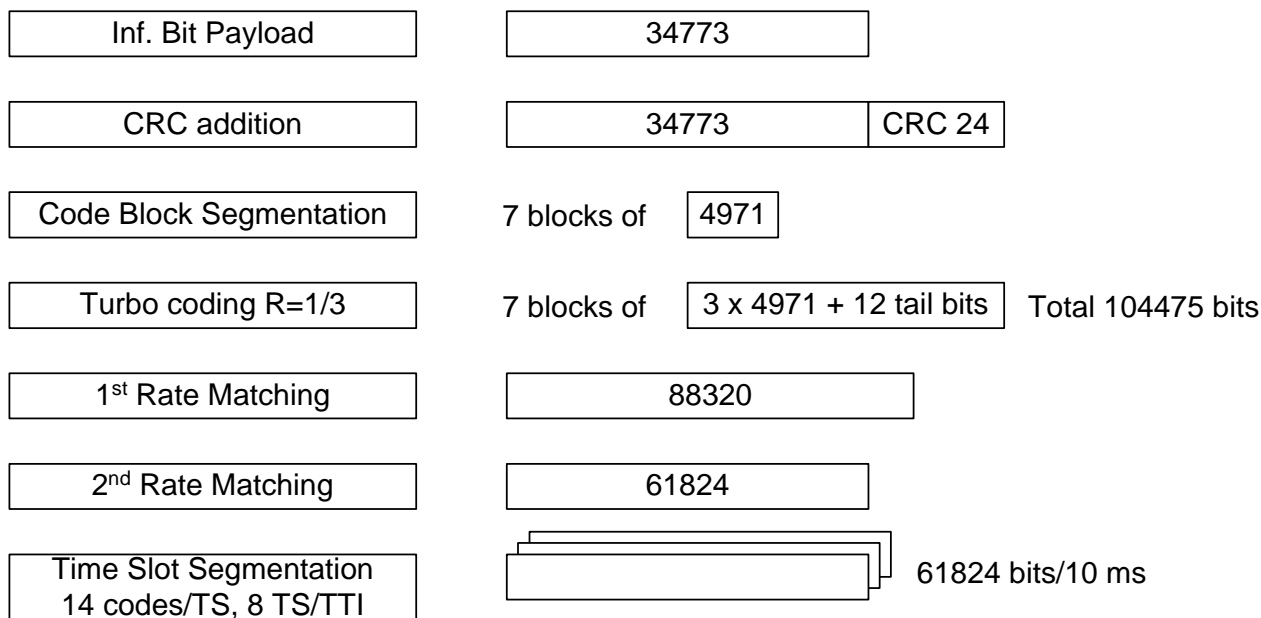 Inf. Bit Payload 34773
CRC addition 34773 CRC 24
Code Block Segmentation 7 blocks of 4971
Turbo coding R=1/3 7 blocks of 3 x 4971 + 12 tail bits Total 104475 bits
1st Rate Matching 88320
2nd Rate Matching 61824
Time Slot Segmentation
14 codes/TS, 8 TS/TTI
61824 bits/10 ms